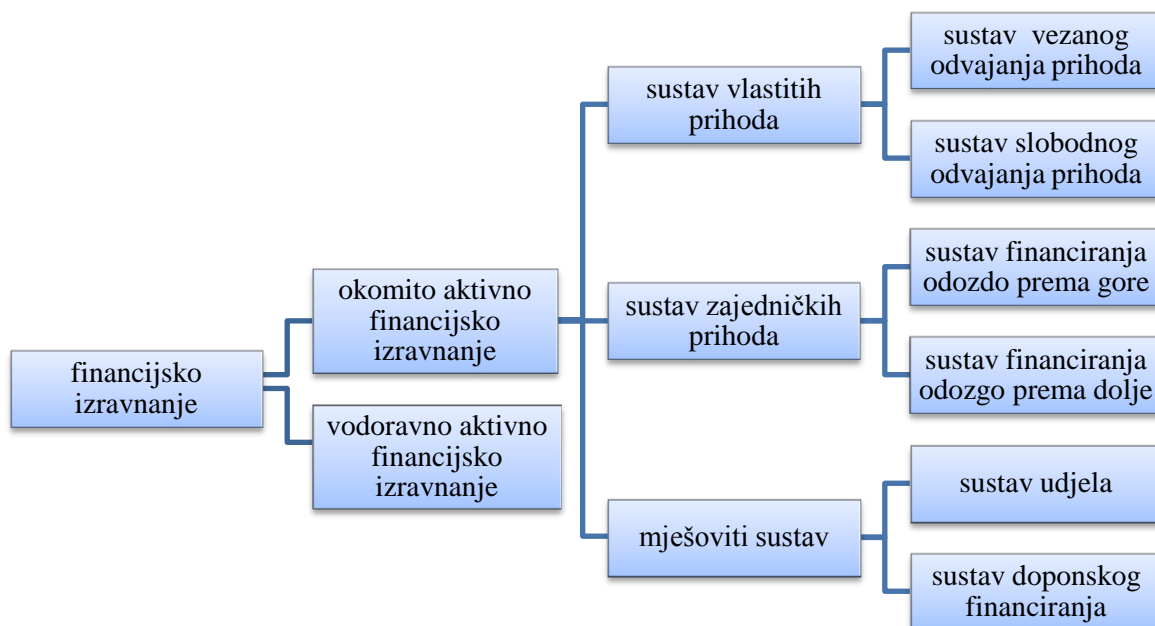 financijsko
izravnanje
okomito aktivno
financijsko
izravnanje
vodoravno aktivno
financijsko
izravnanje
sustav vlastitih
prihoda
sustav vezanog
odvajanja prihoda
sustav slobodnog
odvajanja prihoda
sustav zajedničkih
prihoda
sustav financiranja
odozdo prema gore
sustav financiranja
odozgo prema dolje
mješoviti sustav
sustav udjela
sustav doponskog
financiranja